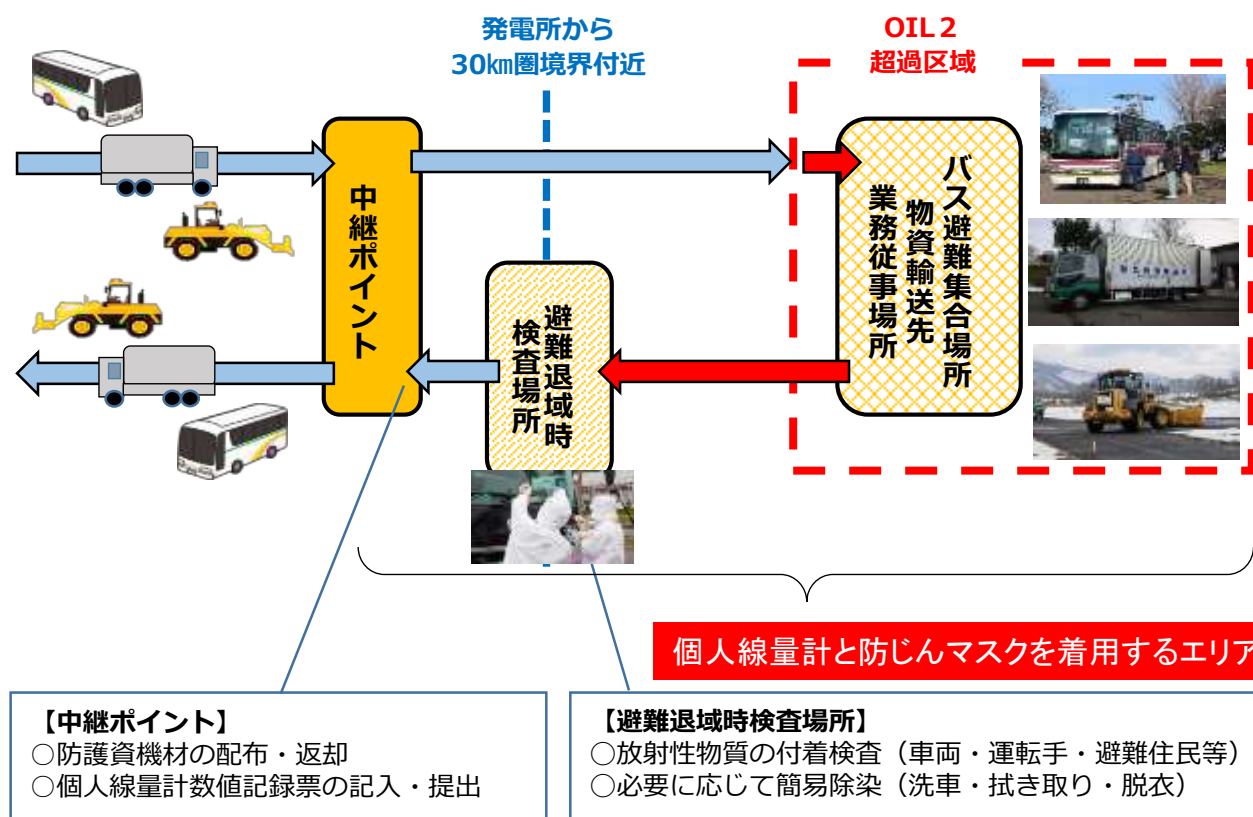 発電所から
30㎞圏境界付近
OIL２
超過区域
中継ポイント
バス避難集合場所
物資輸送先
業務従事場所
避難退域時
検査場所
個人線量計と防じんマスクを着用するエリア
【中継ポイント】
○防護資機材の配布・返却
○個人線量計数値記録票の記入・提出
【避難退域時検査場所】
○放射性物質の付着検査（車両・運転手・避難住民等）
○必要に応じて簡易除染（洗車・拭き取り・脱衣）